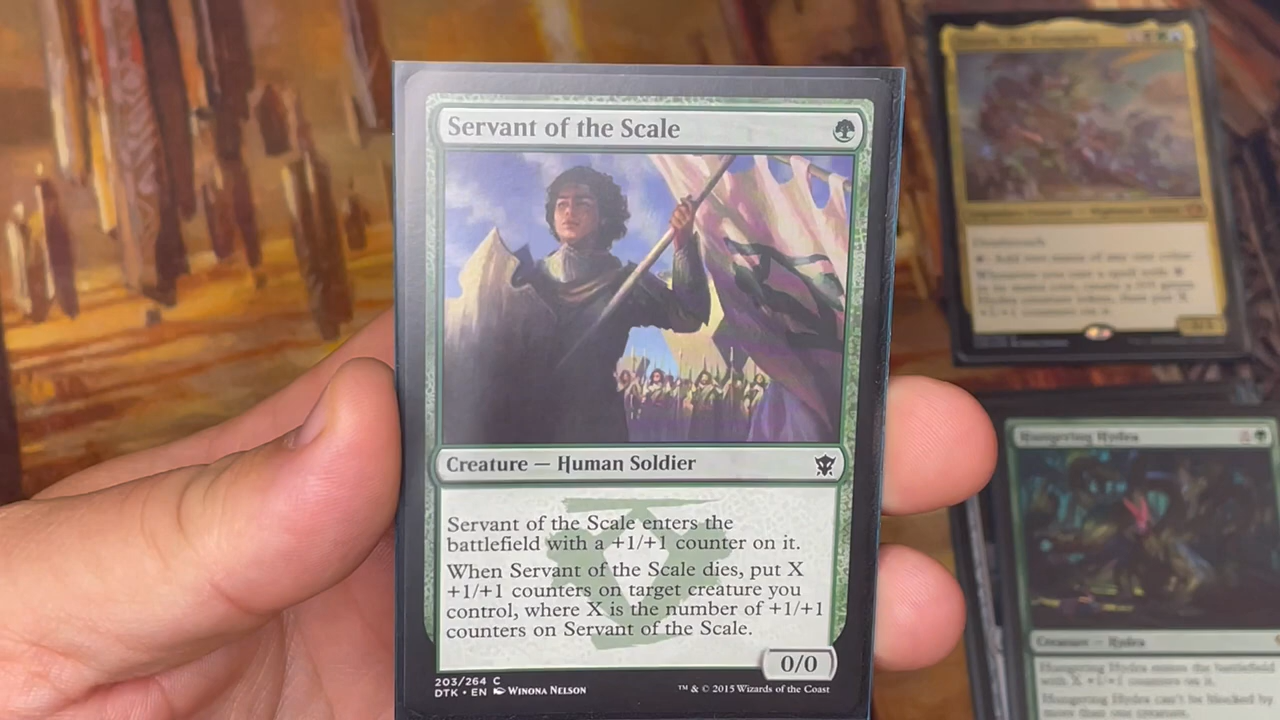 Servant of the Scale
Creature — Human Soldier
Servant of the Scale enters the
battlefield with a +1/+1 counter on it.
When Servant of the Scale dies, put X
+1/+1 counters on target creature you
control, where X is the number of +1/+1
counters on Servant of the Scale.
0/0
203/264 C
DTK • EN Winona Nelson
™ & © 2015 Wizards of the Coast
Hungering Hydra
Creature — Hydra
Hungering Hydra enters the battlefield
with X +1/+1 counters on it.
Hungering Hydra can't be blocked by
more than one creature.